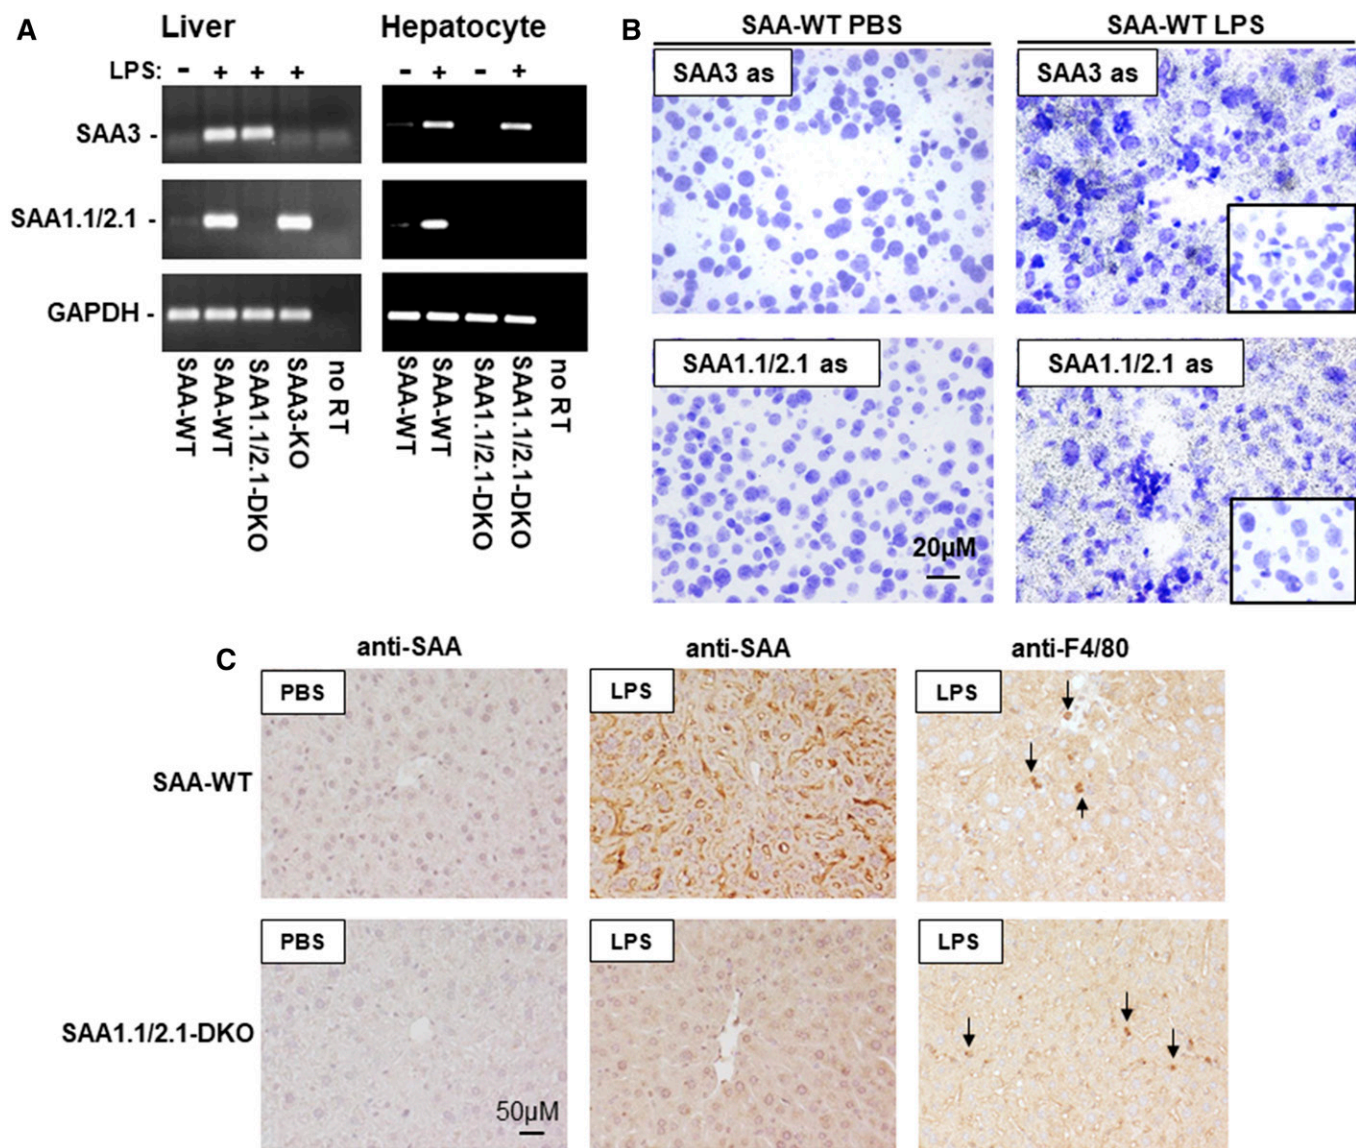 A
Liver
Hepatocyte
LPS: - + + +
- + - +
SAA3 -
SAA1.1/2.1 -
GAPDH -
SAA-WT
SAA-WT
SAA1.1/2.1-DKO
SAA3-KO
no RT
SAA-WT
SAA-WT
SAA1.1/2.1-DKO
SAA1.1/2.1-DKO
no RT
B
SAA-WT PBS
SAA-WT LPS
SAA3 as
SAA3 as
SAA1.1/2.1 as
SAA1.1/2.1 as
20μM
C
anti-SAA
anti-SAA
anti-F4/80
SAA-WT
PBS
LPS
LPS
SAA1.1/2.1-DKO
PBS
LPS
LPS
50μM